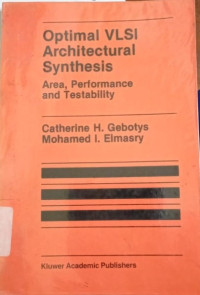 Optimal VLSI
Architectural
Synthesis
Area, Performance
and Testability
Catherine H. Gebotys
Mohamed I. Elmasry
Kluwer Academic Publishers